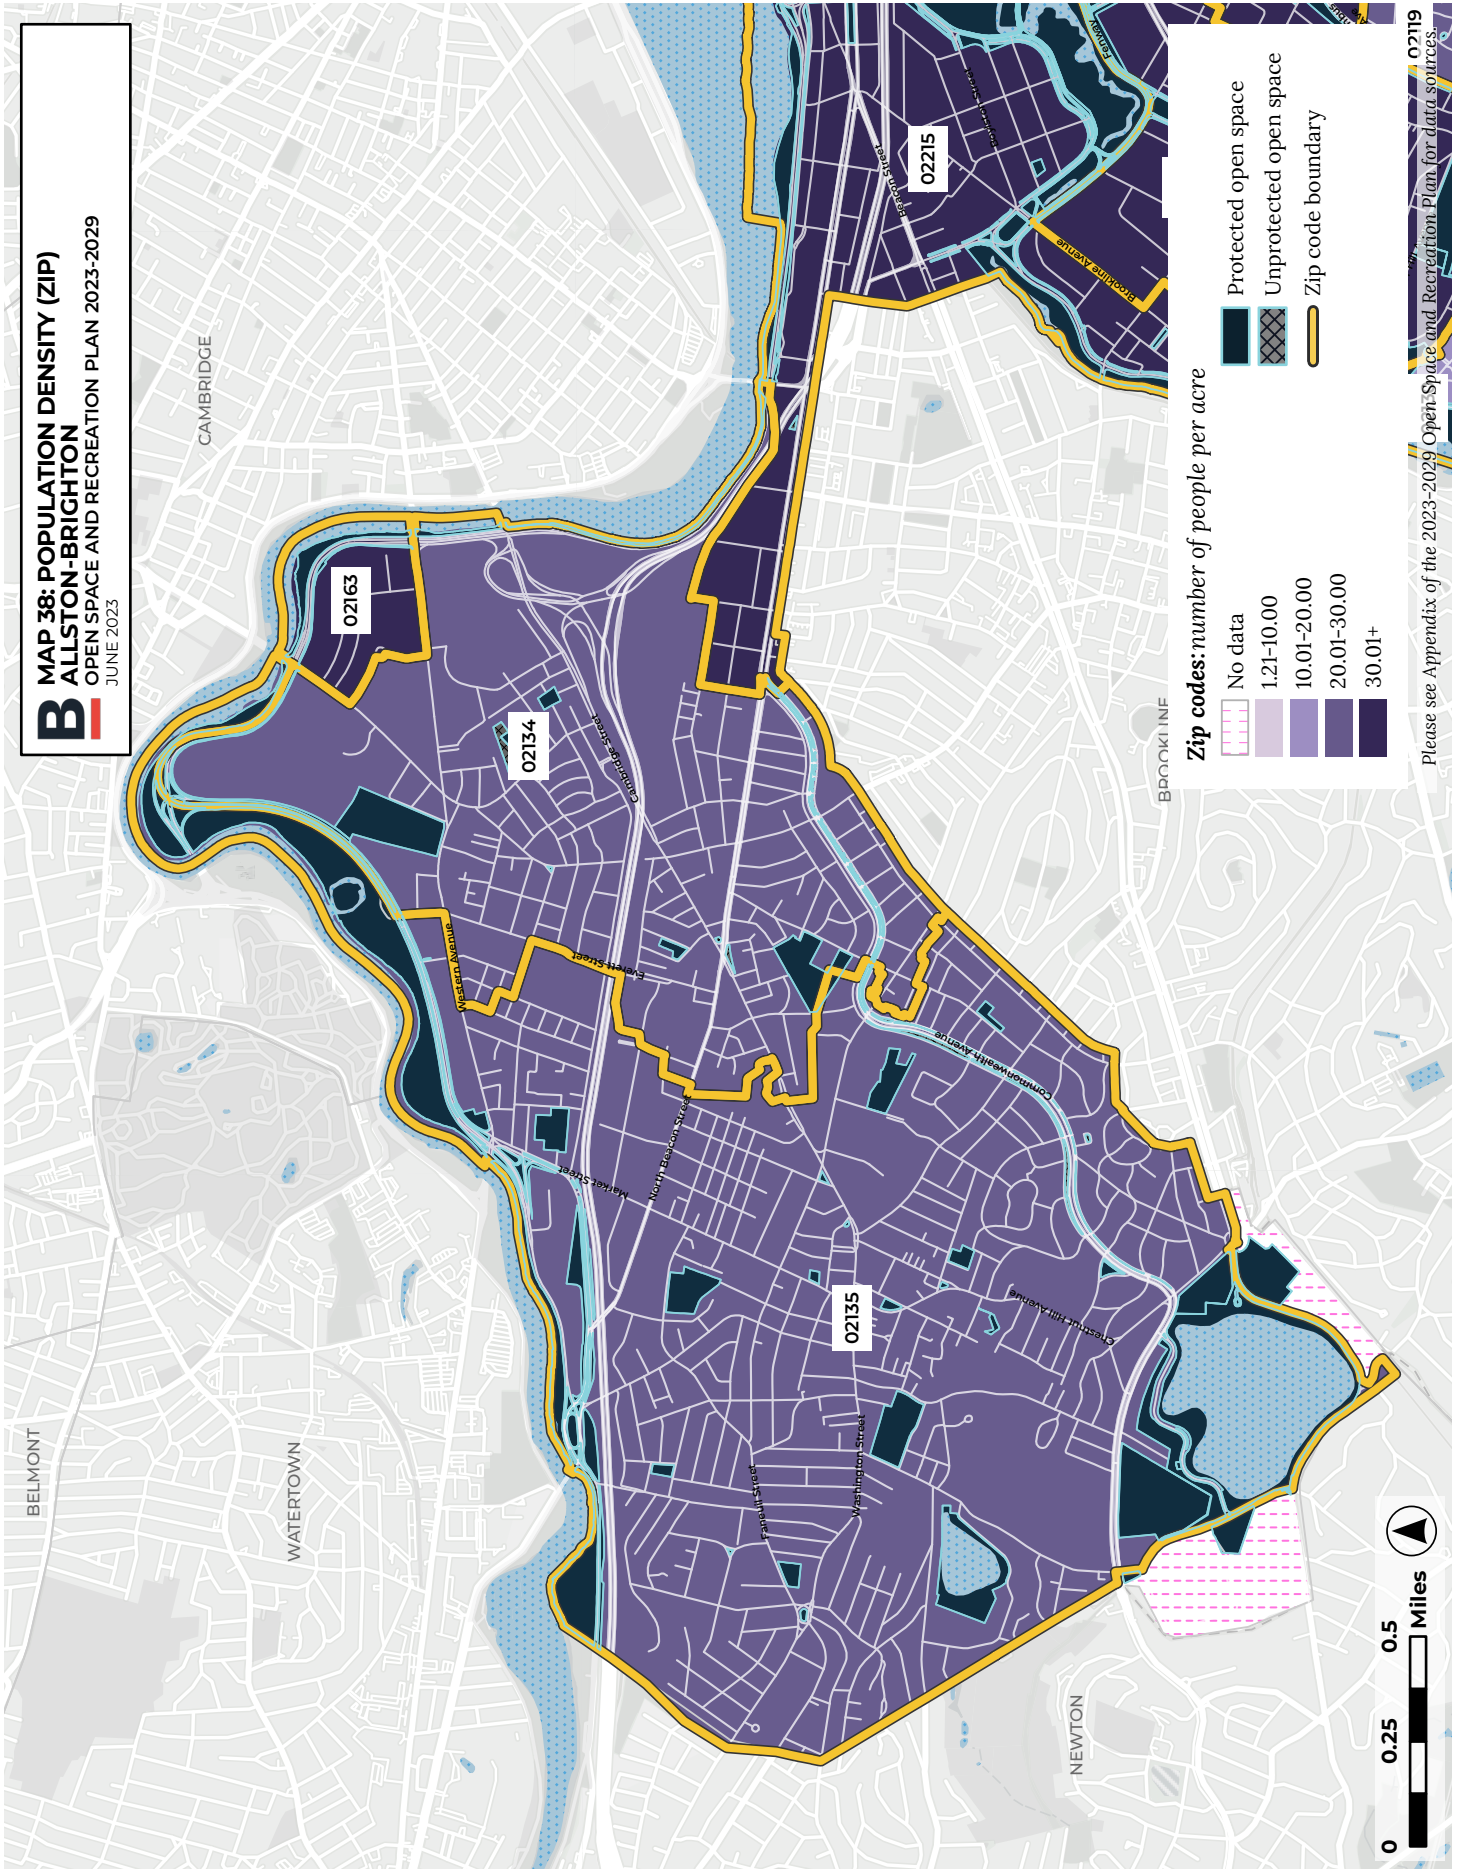 B
MAP 38: POPULATION DENSITY (ZIP)
ALLSTON-BRIGHTON
OPEN SPACE AND RECREATION PLAN 2023-2029
JUNE 2023
BELMONT
WATERTOWN
CAMBRIDGE
NEWTON
02163
02134
02135
02215
02119
Western Avenue
Everett Street
Cambridge Street
Market Street
North Beacon Street
Faneuil Street
Washington Street
Chestnut Hill Avenue
Commonwealth Avenue
Beacon Street
Boylston Street
Brookline Avenue
Fenway
Ave
Zip codes: number of people per acre
No data
1.21-10.00
10.01-20.00
20.01-30.00
30.01+
Protected open space
Unprotected open space
Zip code boundary
0 0.25 0.5
Miles
Please see Appendix of the 2023-2029 Open Space and Recreation Plan for data sources.